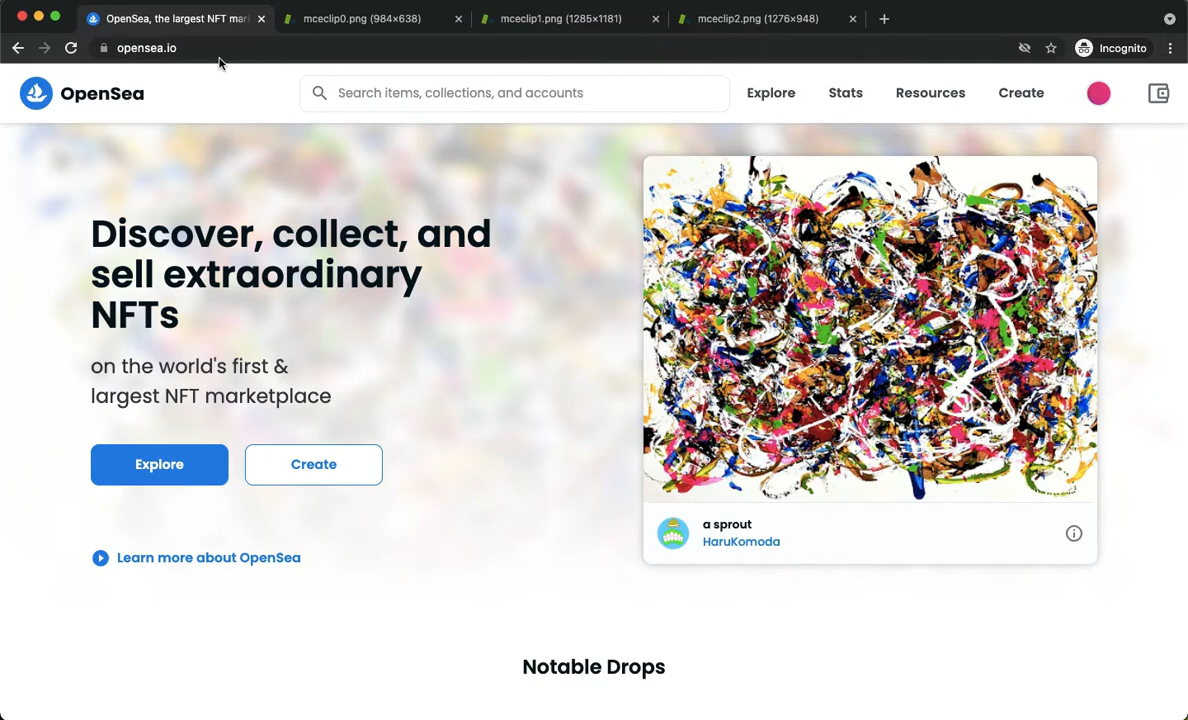 OpenSea, the largest NFT mar
mceclip0.png (984×638)
mceclip1.png (1285×1181)
mceclip2.png (1276×948)
opensea.io
Incognito
OpenSea
Search items, collections, and accounts
Explore
Stats
Resources
Create
Discover, collect, and
sell extraordinary
NFTs
on the world's first &
largest NFT marketplace
Explore
Create
Learn more about OpenSea
a sprout
HaruKomoda
Notable Drops